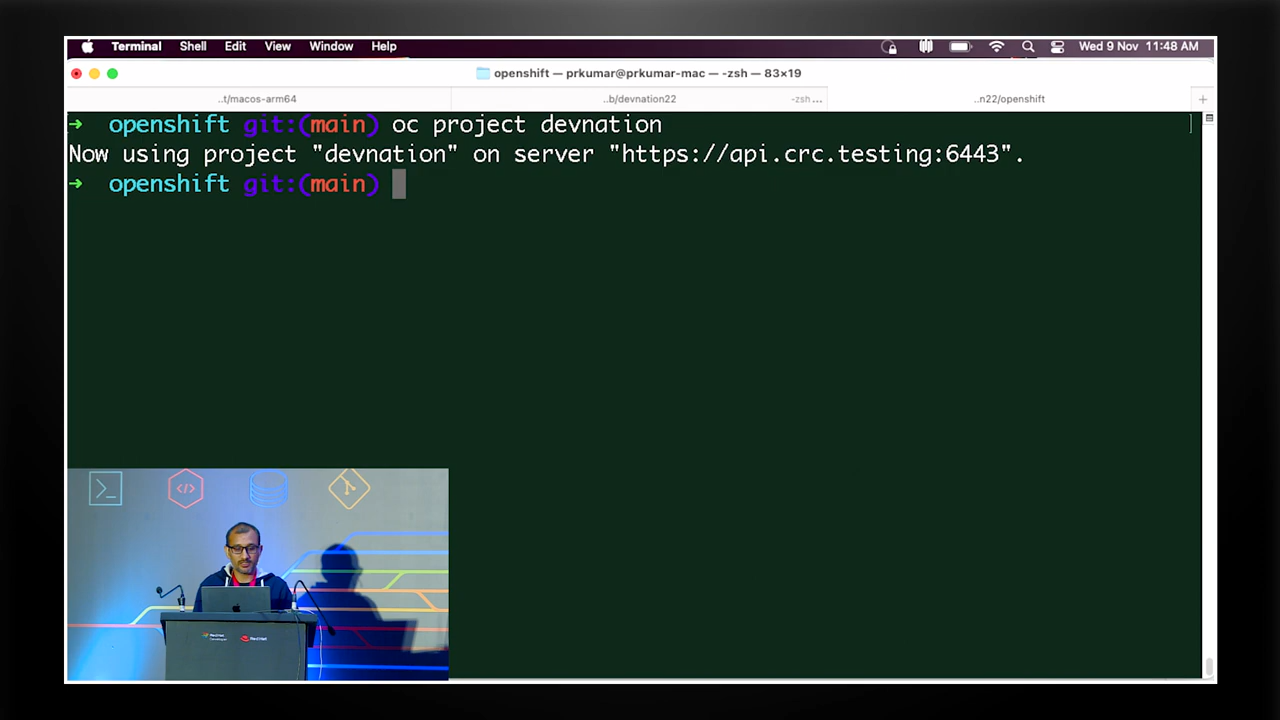 Terminal Shell Edit View Window Help Wed 9 Nov 11:48 AM
openshift — prkumar@prkumar-mac — -zsh — 83×19
..t/macos-arm64 ..b/devnation22 -zsh... ..n22/openshift +
→ openshift git:(main) oc project devnation
Now using project "devnation" on server "https://api.crc.testing:6443".
→ openshift git:(main)
>_ </>
Red Hat